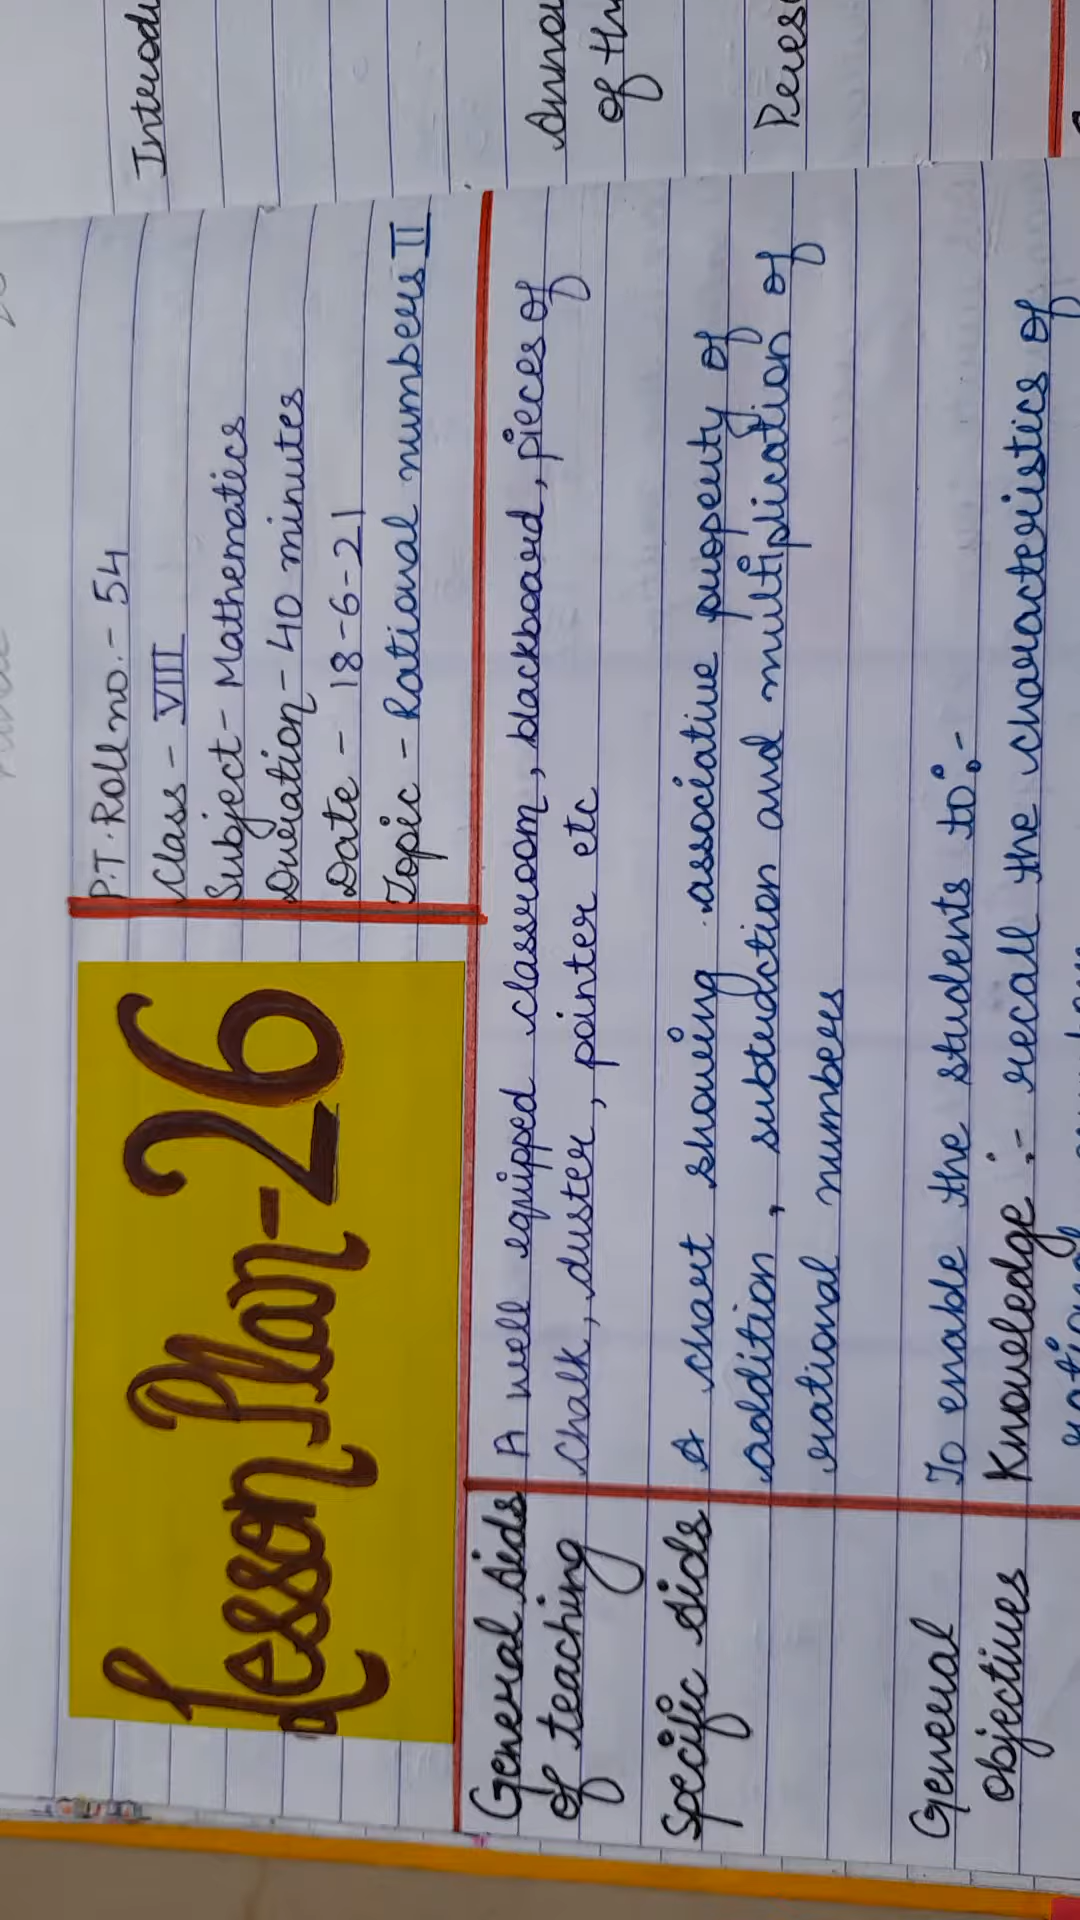 Lesson Plan-26
P.T. Roll no. - 54
Class - VIII
Subject - Mathematics
Duration - 40 minutes
Date - 18-6-21
Topic - Rational numbers II
General Aids of teaching
A well equipped classroom, blackboard, pieces of
chalk, duster, pointer etc
Specific Aids
A chart showing associative property of
addition, subtraction and multiplication of
rational numbers
General
objectives
To enable the students to:-
Knowledge :- recall the characteristics of
of th